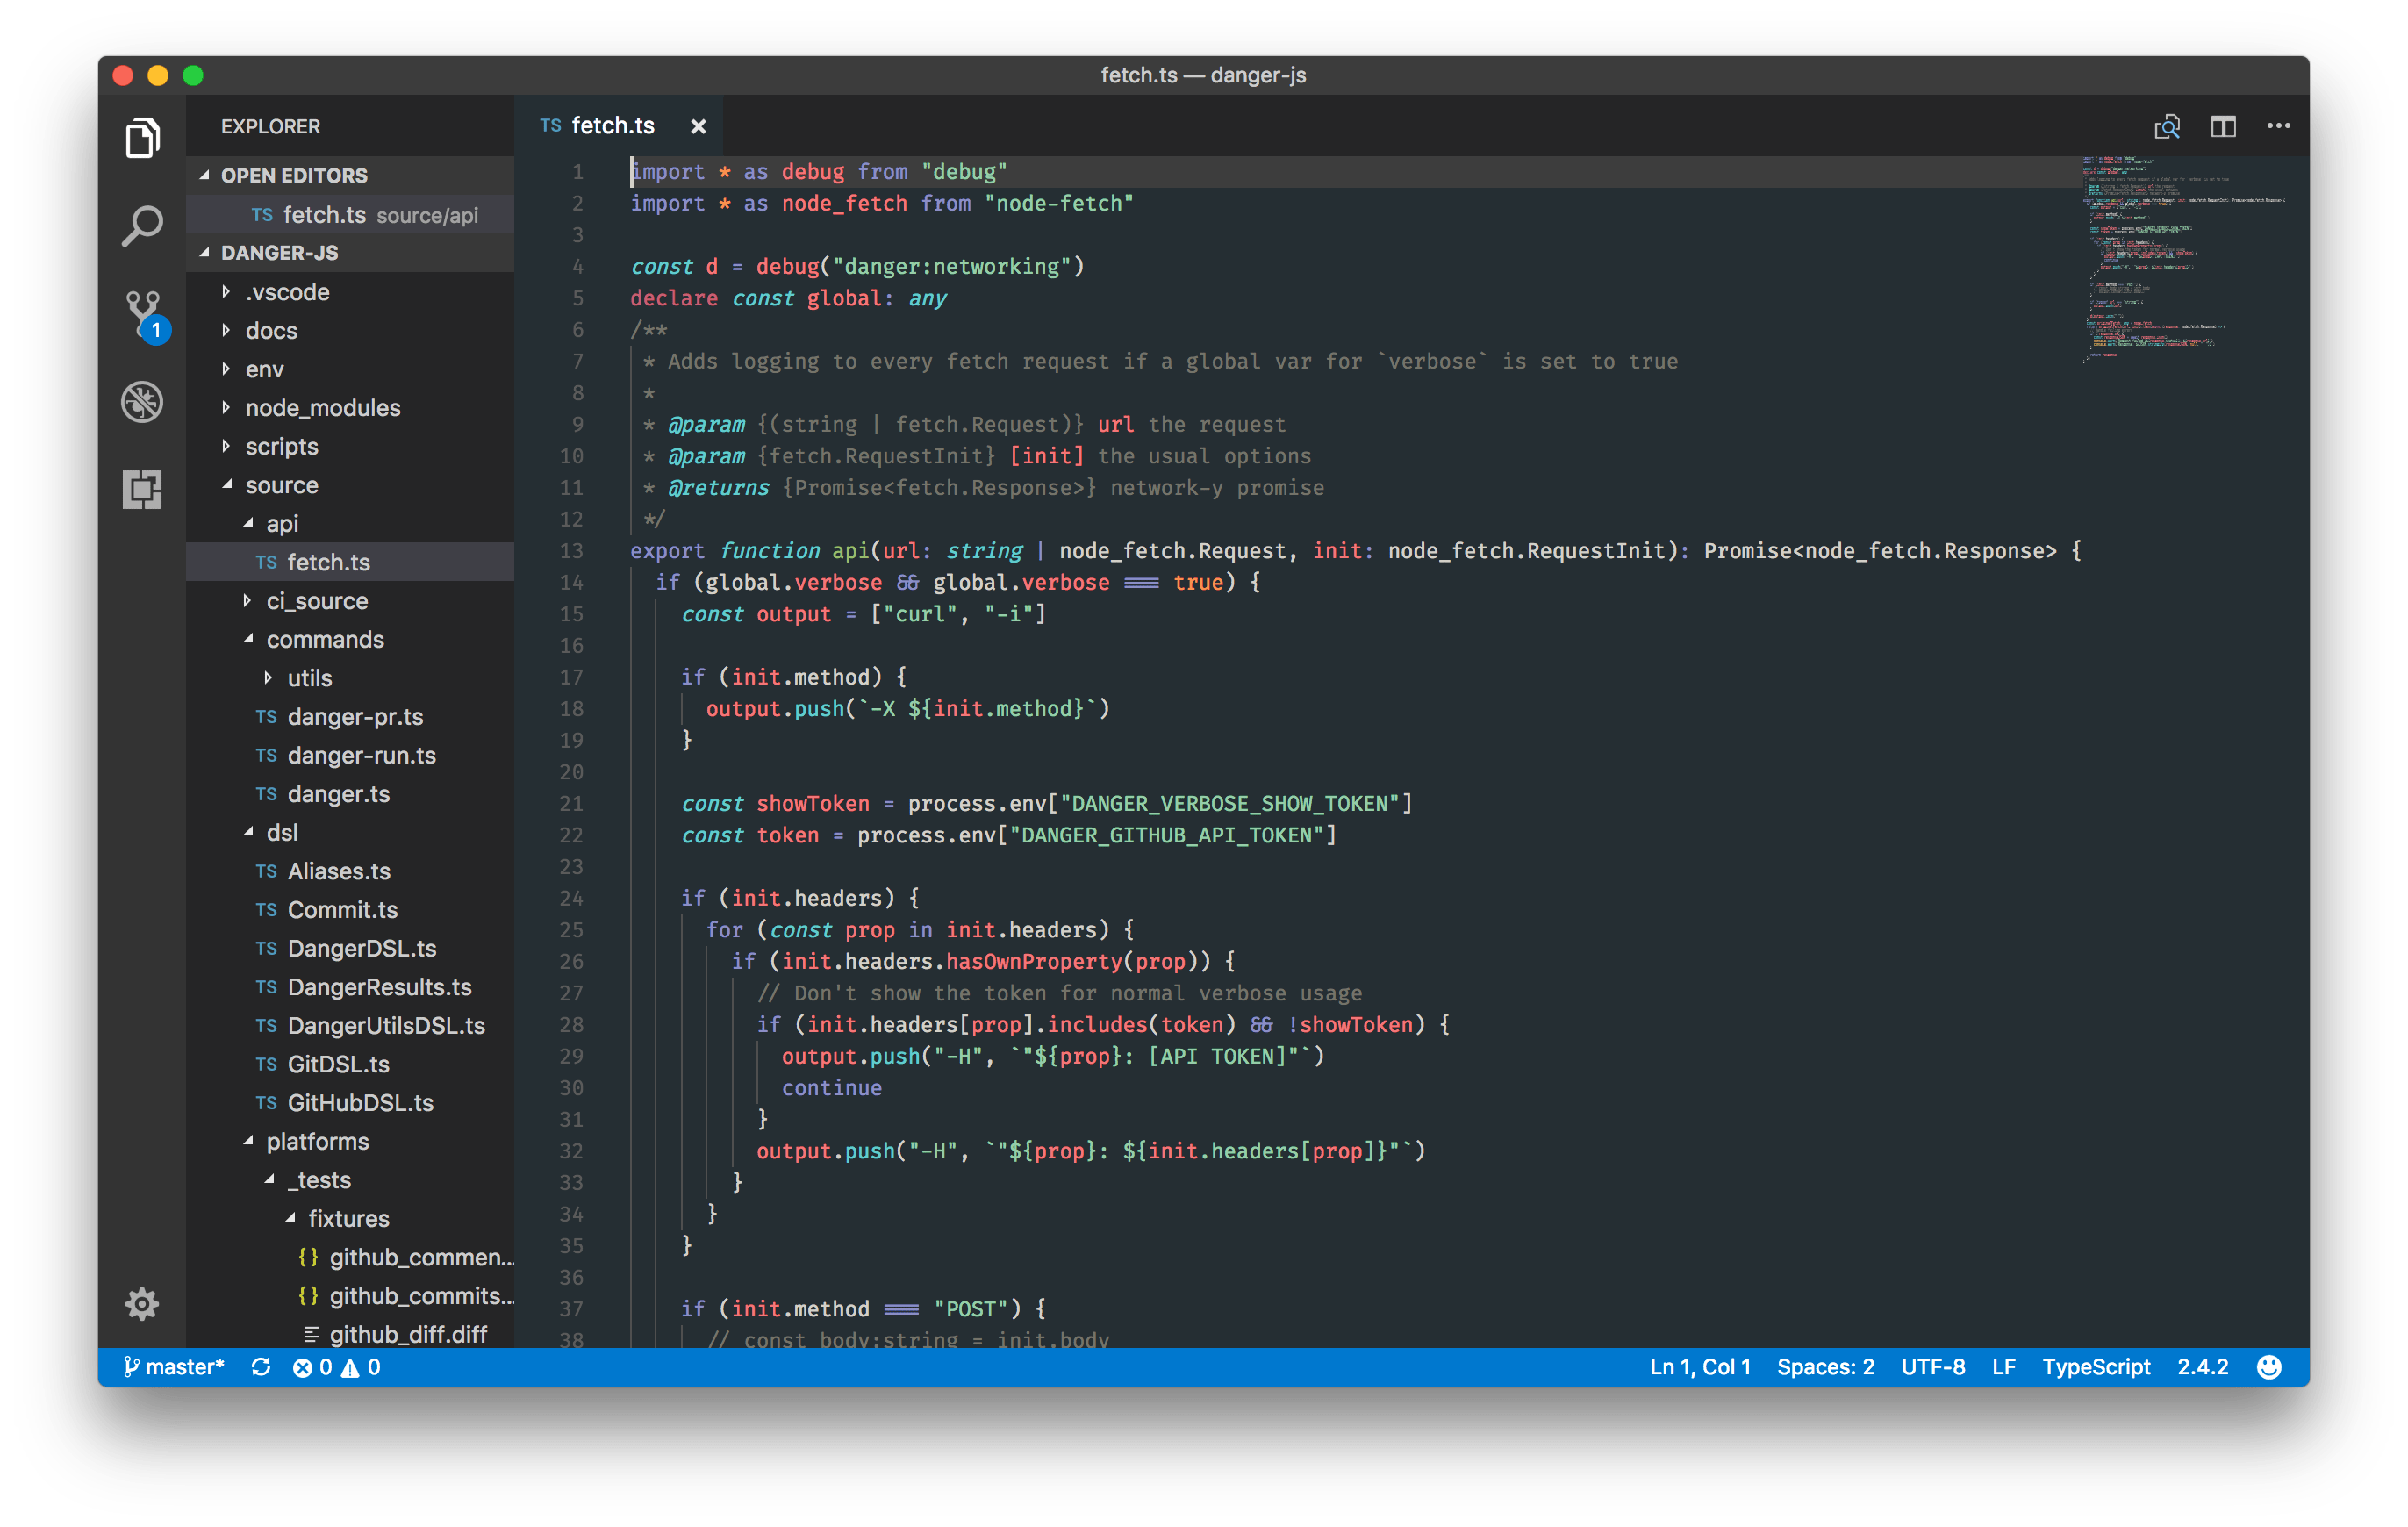 fetch.ts — danger-js
EXPLORER
OPEN EDITORS
TS fetch.ts source/api
DANGER-JS
.vscode
docs
env
node_modules
scripts
source
api
TS fetch.ts
ci_source
commands
utils
TS danger-pr.ts
TS danger-run.ts
TS danger.ts
dsl
TS Aliases.ts
TS Commit.ts
TS DangerDSL.ts
TS DangerResults.ts
TS DangerUtilsDSL.ts
TS GitDSL.ts
TS GitHubDSL.ts
platforms
_tests
fixtures
{} github_commen...
{} github_commits...
github_diff.diff
1
TS fetch.ts ×
1 import * as debug from "debug"
2 import * as node_fetch from "node-fetch"
3
4 const d = debug("danger:networking")
5 declare const global: any
6 /**
7  * Adds logging to every fetch request if a global var for `verbose` is set to true
8  *
9  * @param {(string | fetch.Request)} url the request
10  * @param {fetch.RequestInit} [init] the usual options
11  * @returns {Promise<fetch.Response>} network-y promise
12  */
13 export function api(url: string | node_fetch.Request, init: node_fetch.RequestInit): Promise<node_fetch.Response> {
14   if (global.verbose && global.verbose === true) {
15     const output = ["curl", "-i"]
16
17     if (init.method) {
18       output.push(`-X ${init.method}`)
19     }
20
21     const showToken = process.env["DANGER_VERBOSE_SHOW_TOKEN"]
22     const token = process.env["DANGER_GITHUB_API_TOKEN"]
23
24     if (init.headers) {
25       for (const prop in init.headers) {
26         if (init.headers.hasOwnProperty(prop)) {
27           // Don't show the token for normal verbose usage
28           if (init.headers[prop].includes(token) && !showToken) {
29             output.push("-H", `"${prop}: [API TOKEN]"`)
30             continue
31           }
32           output.push("-H", `"${prop}: ${init.headers[prop]}"`)
33         }
34       }
35     }
36
37     if (init.method === "POST") {
38       // const body:string = init.body
master* 0 0
Ln 1, Col 1 Spaces: 2 UTF-8 LF TypeScript 2.4.2